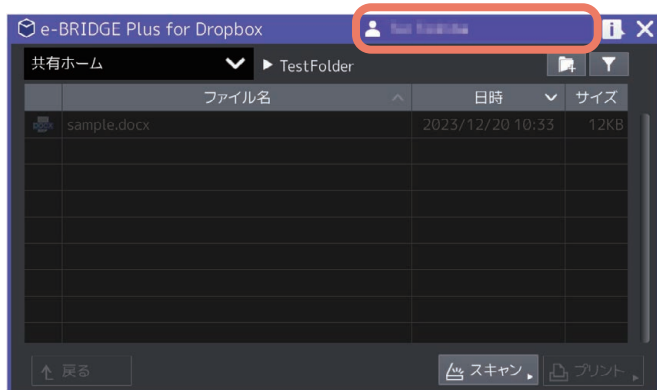 e-BRIDGE Plus for Dropbox
共有ホーム ▶ TestFolder
ファイル名 日時 サイズ
sample.docx 2023/12/20 10:33 12KB
戻る スキャン プリント